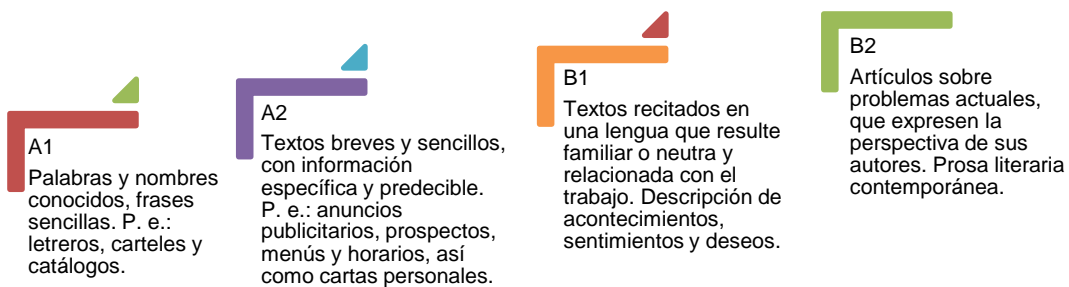 A1
Palabras y nombres
conocidos, frases
sencillas. P. e.:
letreros, carteles y
catálogos.
A2
Textos breves y sencillos,
con información
específica y predecible.
P. e.: anuncios
publicitarios, prospectos,
menús y horarios, así
como cartas personales.
B1
Textos recitados en
una lengua que resulte
familiar o neutra y
relacionada con el
trabajo. Descripción de
acontecimientos,
sentimientos y deseos.
B2
Artículos sobre
problemas actuales,
que expresen la
perspectiva de sus
autores. Prosa literaria
contemporánea.